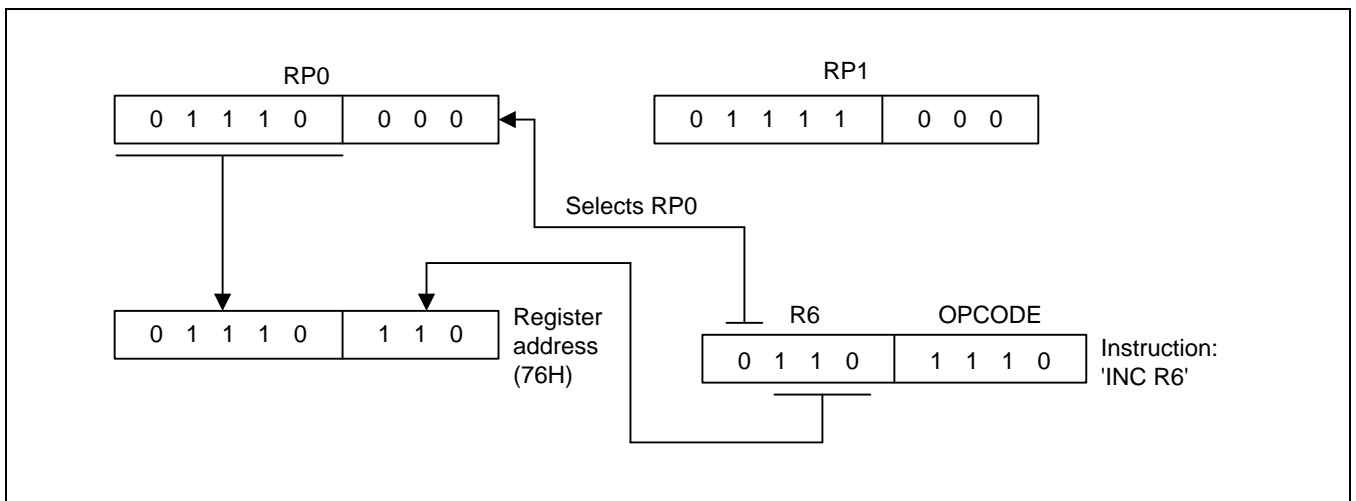 RP0 RP1
0 1 1 1 0 0 0 0 0 1 1 1 1 0 0 0
Selects RP0
0 1 1 1 0 1 1 0 Register
address
(76H)
R6 OPCODE
0 1 1 0 1 1 1 0 Instruction:
'INC R6'